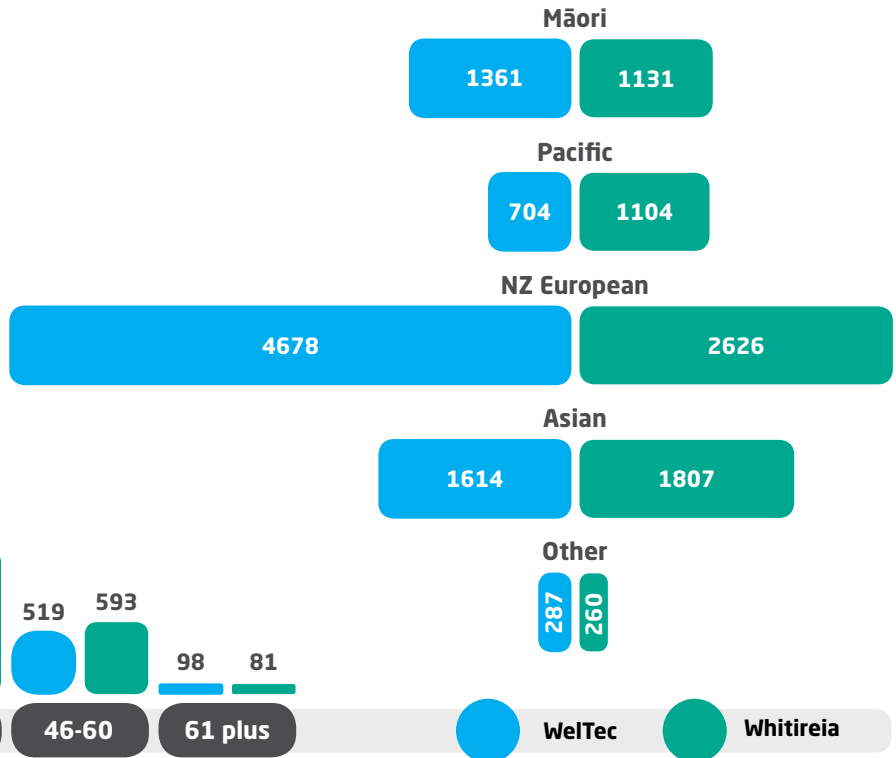 Māori
1361 1131
Pacific
704 1104
NZ European
4678 2626
Asian
1614 1807
Other
287 260
519 593 98 81
46-60 61 plus WelTec Whitireia